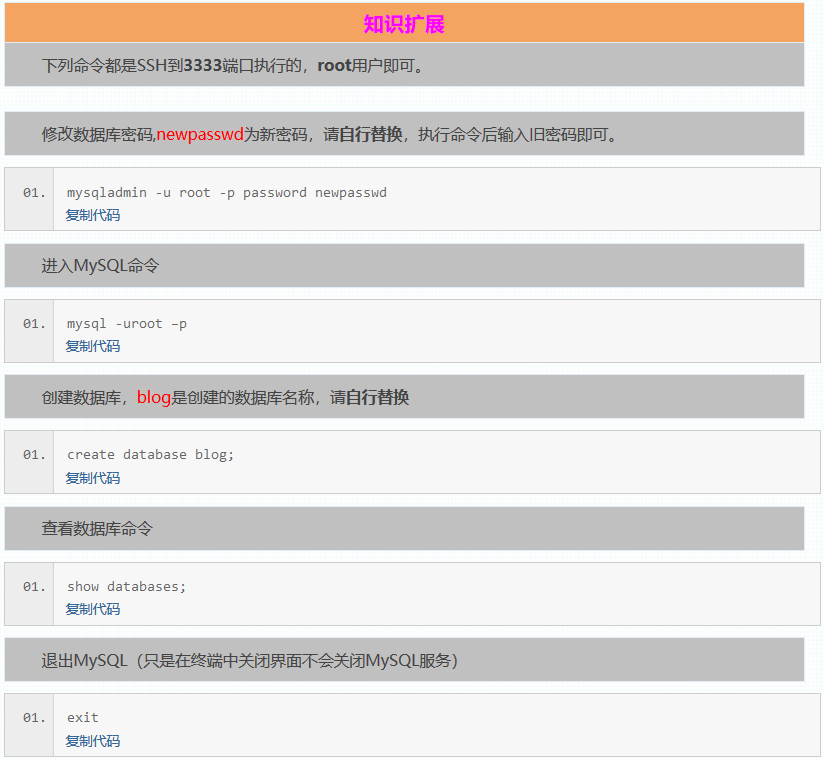 知识扩展
下列命令都是SSH到3333端口执行的，root用户即可。
修改数据库密码,newpasswd为新密码，请自行替换，执行命令后输入旧密码即可。
01. mysqladmin -u root -p password newpasswd
复制代码
进入MySQL命令
01. mysql -uroot –p
复制代码
创建数据库，blog是创建的数据库名称，请自行替换
01. create database blog;
复制代码
查看数据库命令
01. show databases;
复制代码
退出MySQL（只是在终端中关闭界面不会关闭MySQL服务）
01. exit
复制代码